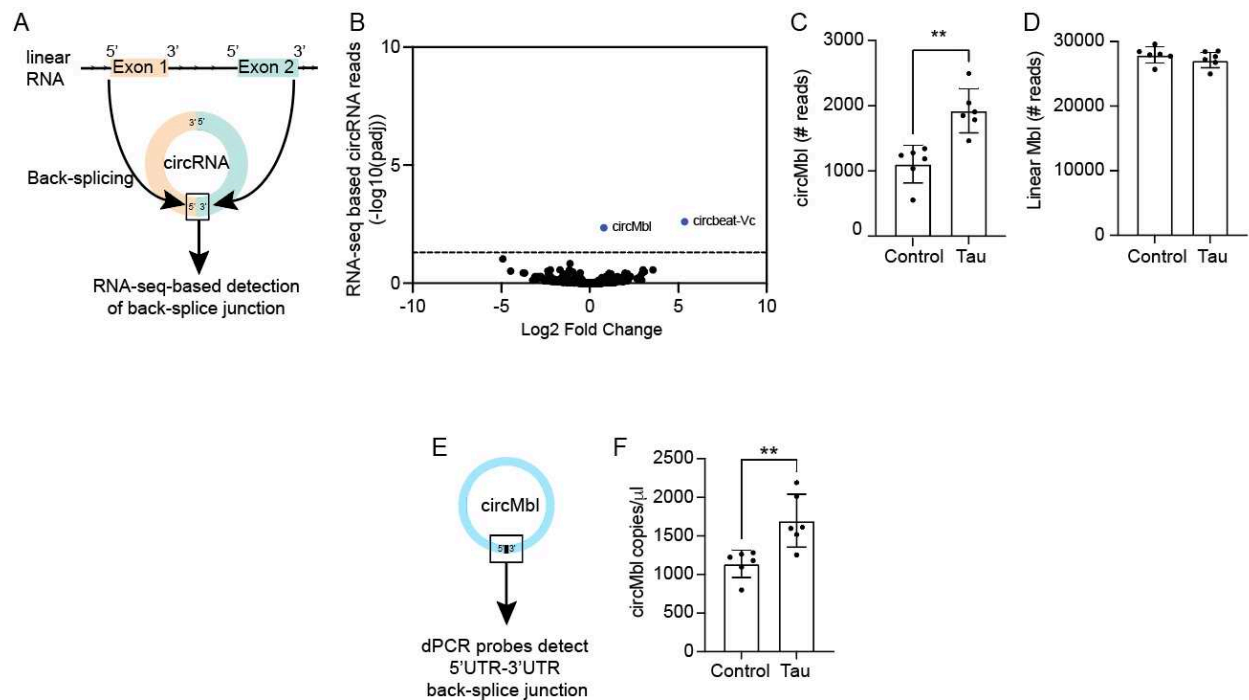 A
5' 3' 5' 3'
linear
RNA
Exon 1 Exon 2
3' 5'
circRNA
Back-splicing
5' 3'
RNA-seq-based detection
of back-splice junction
B
RNA-seq based circRNA reads
(-log10(padj))
10
5
0
circMbl
circbeat-Vc
-10 -5 0 5 10
Log2 Fold Change
C
circMbl (# reads)
3000
2000
1000
0
**
Control Tau
D
Linear Mbl (# reads)
30000
20000
10000
0
Control Tau
E
circMbl
5' 3'
dPCR probes detect
5'UTR-3'UTR
back-splice junction
F
circMbl copies/µl
2500
2000
1500
1000
500
0
**
Control Tau